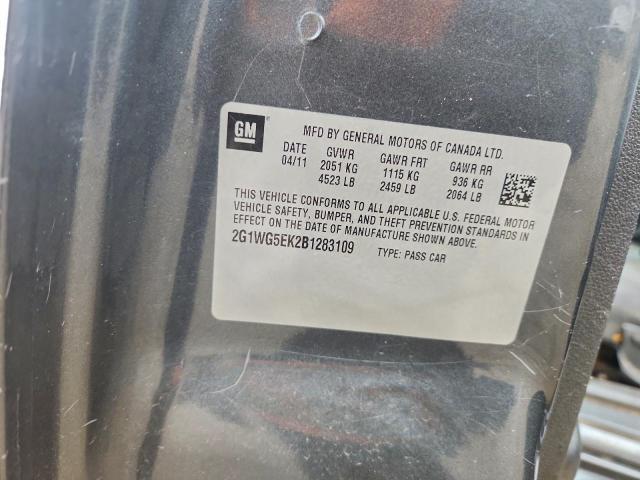 GM
MFD BY GENERAL MOTORS OF CANADA LTD.
DATE GVWR GAWR FRT GAWR RR
04/11 2051 KG 1115 KG 936 KG
4523 LB 2459 LB 2064 LB
THIS VEHICLE CONFORMS TO ALL APPLICABLE U.S. FEDERAL MOTOR
VEHICLE SAFETY, BUMPER, AND THEFT PREVENTION STANDARDS IN
EFFECT ON THE DATE OF MANUFACTURE SHOWN ABOVE.
2G1WG5EK2B1283109 TYPE: PASS CAR